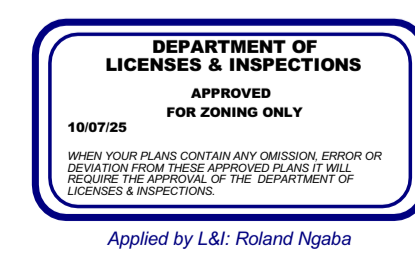 DEPARTMENT OF
LICENSES & INSPECTIONS
APPROVED
FOR ZONING ONLY
10/07/25
WHEN YOUR PLANS CONTAIN ANY OMISSION, ERROR OR
DEVIATION FROM THESE APPROVED PLANS IT WILL
REQUIRE THE APPROVAL OF THE DEPARTMENT OF
LICENSES & INSPECTIONS.
Applied by L&I: Roland Ngaba